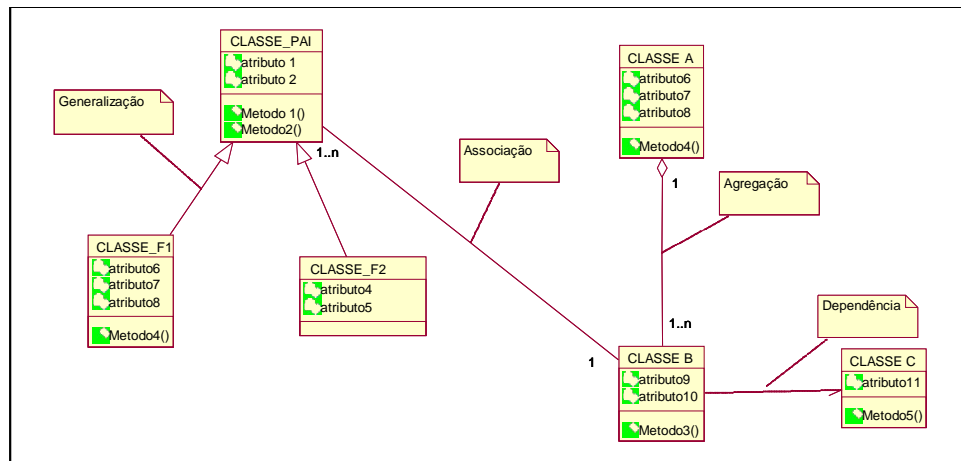 CLASSE_PAI
atributo 1
atributo 2
Metodo 1()
Metodo2()
1..n
Generalização
CLASSE_F1
atributo6
atributo7
atributo8
Metodo4()
CLASSE_F2
atributo4
atributo5
Associação
CLASSE A
atributo6
atributo7
atributo8
Metodo4()
1
Agregação
1..n
1
CLASSE B
atributo9
atributo10
Metodo3()
Dependência
CLASSE C
atributo11
Metodo5()